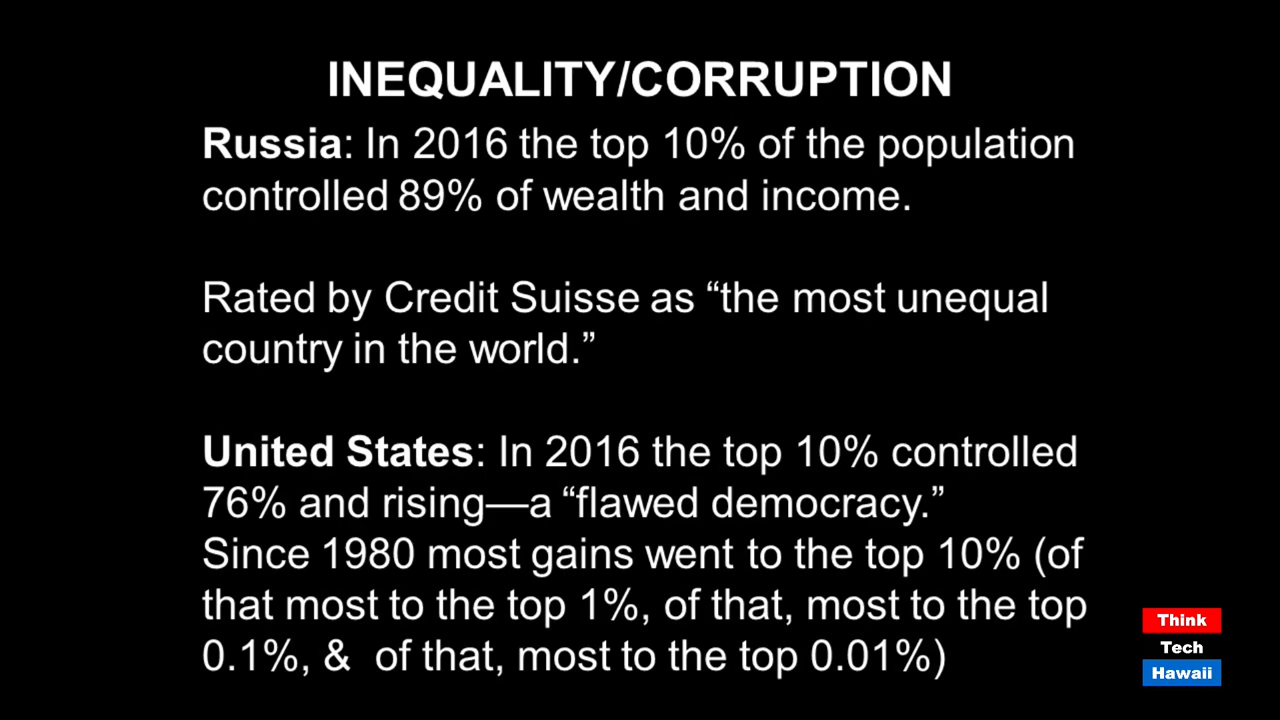 INEQUALITY/CORRUPTION
Russia: In 2016 the top 10% of the population
controlled 89% of wealth and income.
Rated by Credit Suisse as “the most unequal
country in the world.”
United States: In 2016 the top 10% controlled
76% and rising—a “flawed democracy.”
Since 1980 most gains went to the top 10% (of
that most to the top 1%, of that, most to the top
0.1%, &  of that, most to the top 0.01%)
Think
Tech
Hawaii